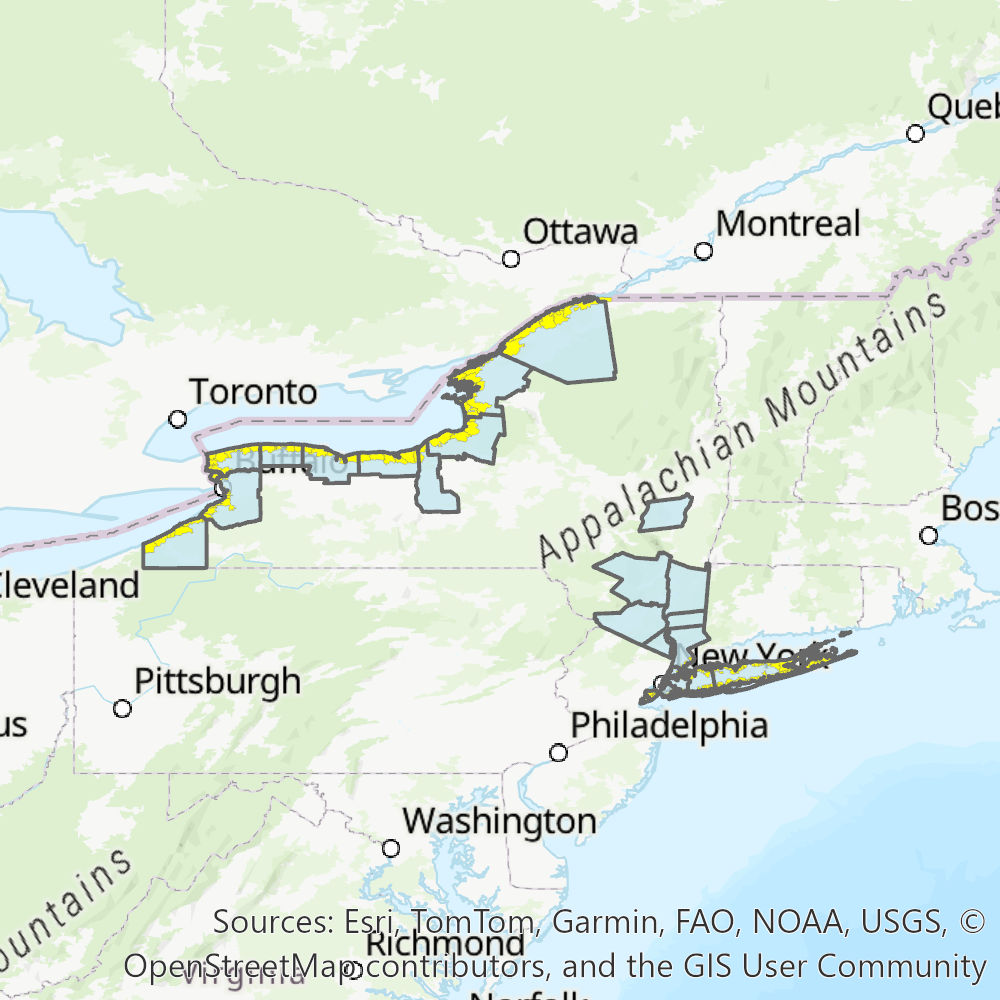 Queb
Ottawa
Montreal
Toronto
Buffalo
Appalachian Mountains
Bos
Cleveland
New York
Pittsburgh
us
Philadelphia
Washington
ountains
Sources: Esri, TomTom, Garmin, FAO, NOAA, USGS, ©
Richmond
OpenStreetMap contributors, and the GIS User Community
Virginia
Norfolk